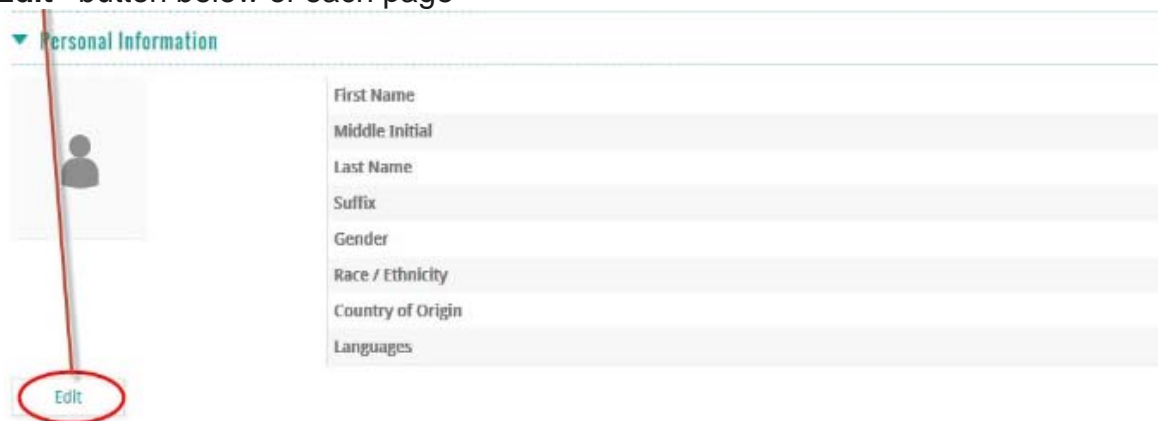 Edit" button below of each page
Personal Information
First Name
Middle Initial
Last Name
Suffix
Gender
Race / Ethnicity
Country of Origin
Languages
Edit